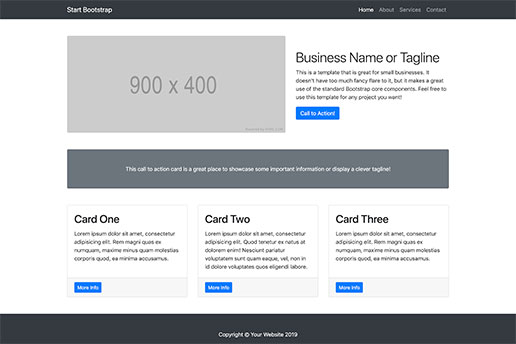 Start Bootstrap
Home About Services Contact
900 x 400
Business Name or Tagline
This is a template that is great for small businesses. It
doesn't have too much fancy flare to it, but it makes a great
use of the standard Bootstrap core components. Feel free to
use this template for any project you want!
Call to Action!
This call to action card is a great place to showcase some important information or display a clever tagline!
Card One
Lorem ipsum dolor sit amet, consectetur
adipisicing elit. Rem magni quas ex
numquam, maxime minus quam molestias
corporis quod, ea minima accusamus.
More Info
Card Two
Lorem ipsum dolor sit amet, consectetur
adipisicing elit. Quod tenetur ex natus at
dolorem enim! Nesciunt pariatur
voluptatem sunt quam eaque, vel, non in
id dolore voluptates quos eligendi labore.
More Info
Card Three
Lorem ipsum dolor sit amet, consectetur
adipisicing elit. Rem magni quas ex
numquam, maxime minus quam molestias
corporis quod, ea minima accusamus.
More Info
Copyright © Your Website 2019